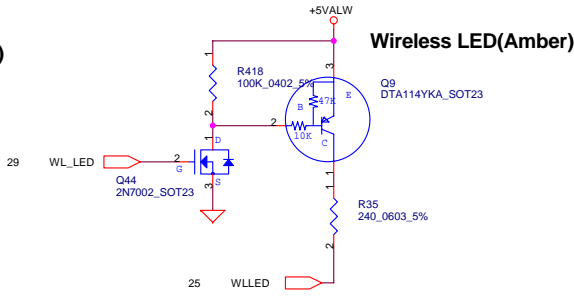 +5VALW
Wireless LED(Amber)
)
1
3
R418
100K_0402_5%
Q9
DTA114YKA_SOT23
47K
B
E
2
2
10K
1
D
C
29
WL_LED
2
G
S
1
1
Q44
2N7002_SOT23
3
R35
240_0603_5%
2
25
WLLED